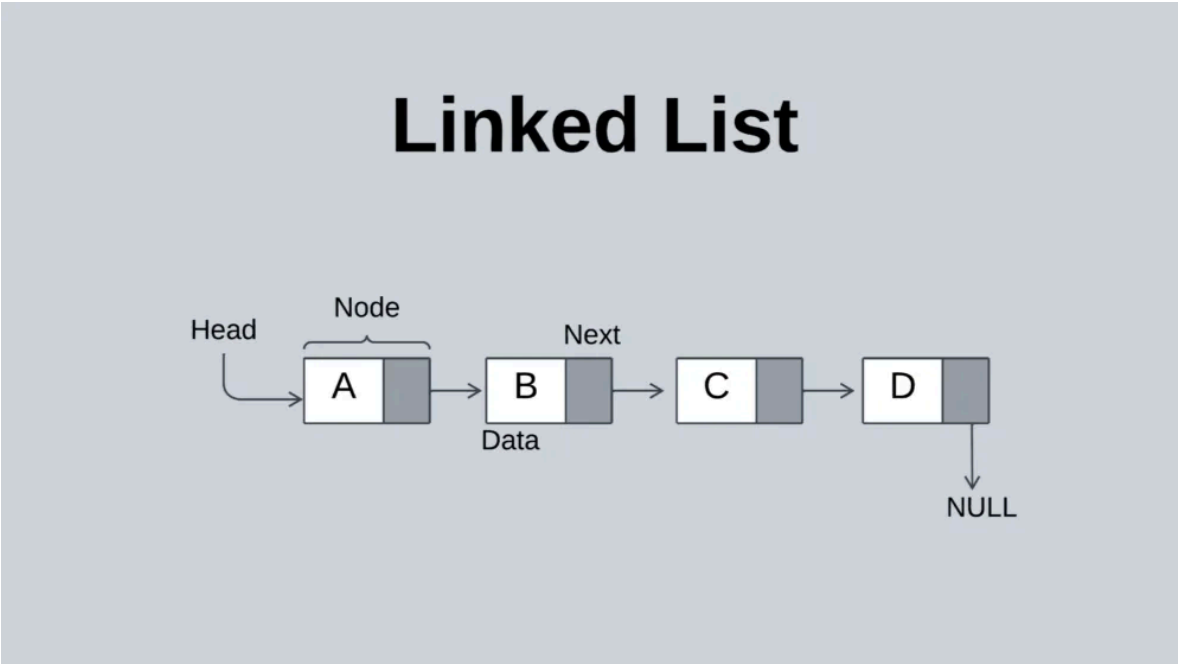 Linked List
Node
Head
Next
A
B
C
D
Data
NULL